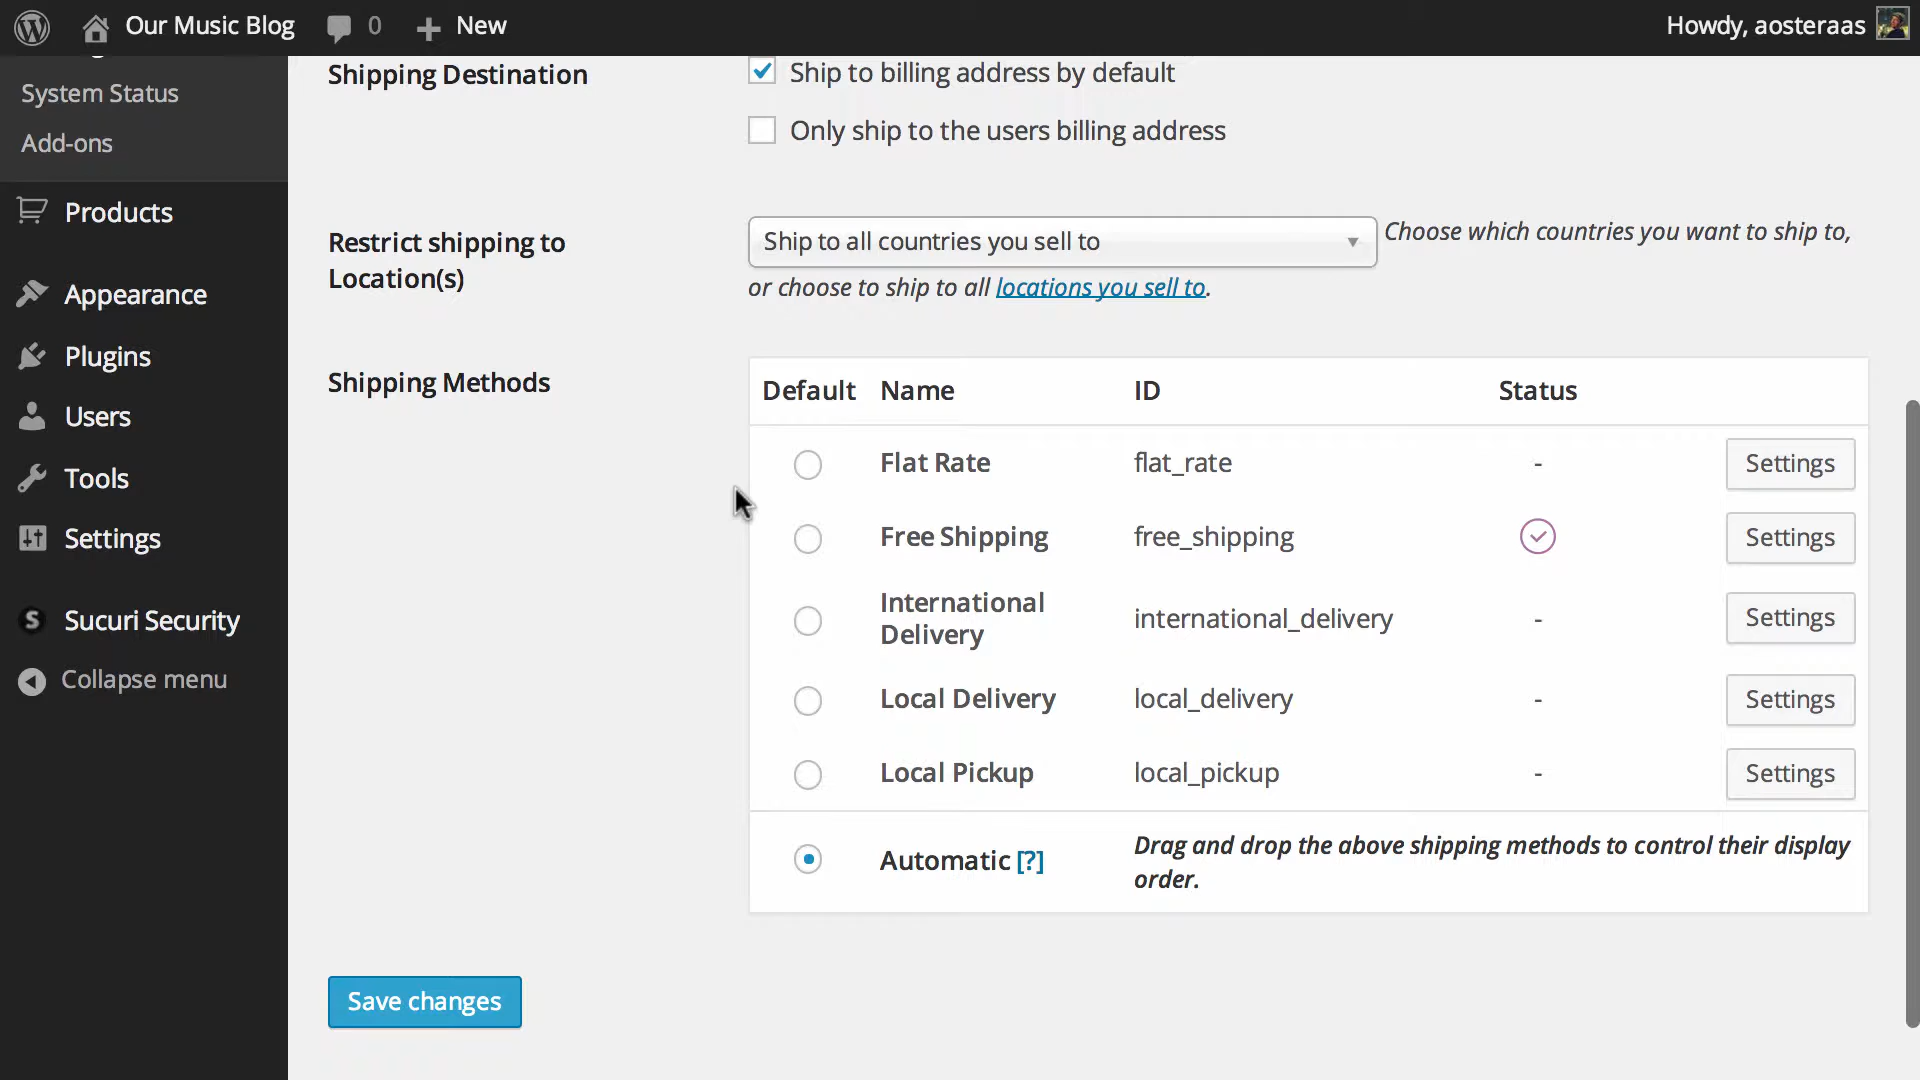 Our Music Blog 0 New Howdy, aosteraas
System Status
Add-ons
Products
Appearance
Plugins
Users
Tools
Settings
Sucuri Security
Collapse menu
Shipping Destination
Ship to billing address by default
Only ship to the users billing address
Restrict shipping to
Location(s)
Ship to all countries you sell to
Choose which countries you want to ship to,
or choose to ship to all locations you sell to.
Shipping Methods
Default Name ID Status
Flat Rate flat_rate - Settings
Free Shipping free_shipping Settings
International
Delivery
international_delivery - Settings
Local Delivery local_delivery - Settings
Local Pickup local_pickup - Settings
Automatic [?]
Drag and drop the above shipping methods to control their display
order.
Save changes